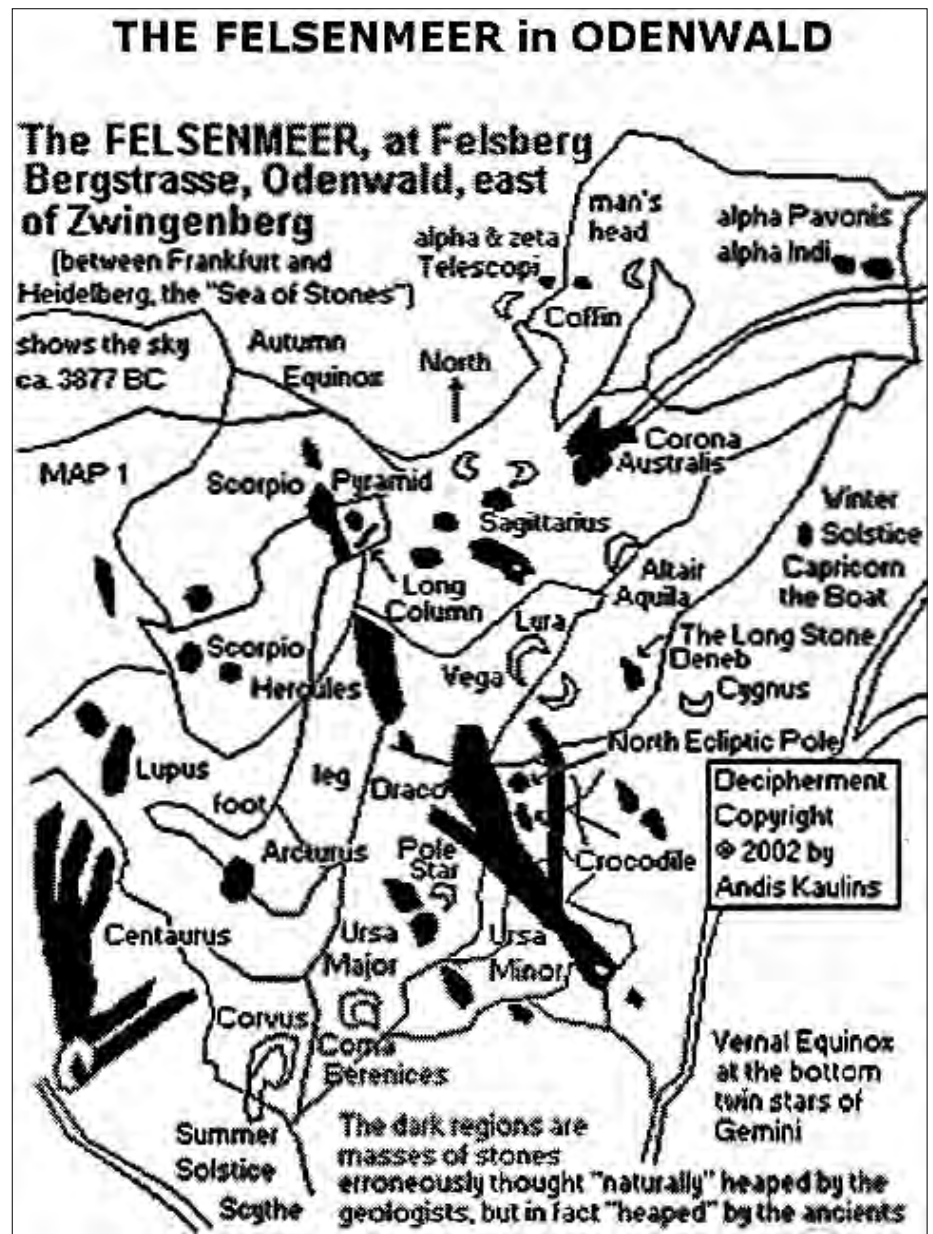 THE FELSENMEER in ODENWALD
The FELSENMEER, at Felsberg
Bergstrasse, Odenwald, east
of Zwingenberg
(between Frankfurt and
Heidelberg, the "Sea of Stones")
shows the sky
ca. 3877 BC
Autumn
Equinox
North
alpha & zeta
Telescopi
man's
head
Coffin
alpha Pavonis
alpha Indi
MAP 1
Scorpio
Pyramid
Corona
Australis
Sagittarius
Long
Column
Altair
Aquila
Winter
Solstice
Capricorn
the Boat
Scorpio
Hercules
Lyra
Vega
The Long Stone
Deneb
Cygnus
North Ecliptic Pole
Lupus
leg
foot
Draco
Arcturus
Pole
Star
Crocodile
Decipherment
Copyright
© 2002 by
Andis Kaulins
Centaurus
Ursa
Major
Ursa
Minor
Corvus
Coma
Berenices
Vernal Equinox
at the bottom
twin stars of
Gemini
Summer
Solstice
Scythe
The dark regions are
masses of stones
erroneously thought "naturally" heaped by the
geologists, but in fact "heaped" by the ancients